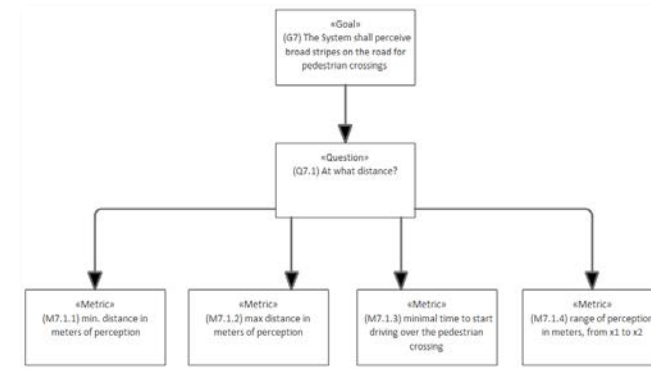 «Goal»
(G7) The System shall perceive
broad stripes on the road for
pedestrian crossings
«Question»
(Q7.1) At what distance?
«Metric»
(M7.1.1) min. distance in
meters of perception
«Metric»
(M7.1.2) max distance in
meters of perception
«Metric»
(M7.1.3) minimal time to start
driving over the pedestrian
crossing
«Metric»
(M7.1.4) range of perception
in meters, from x1 to x2